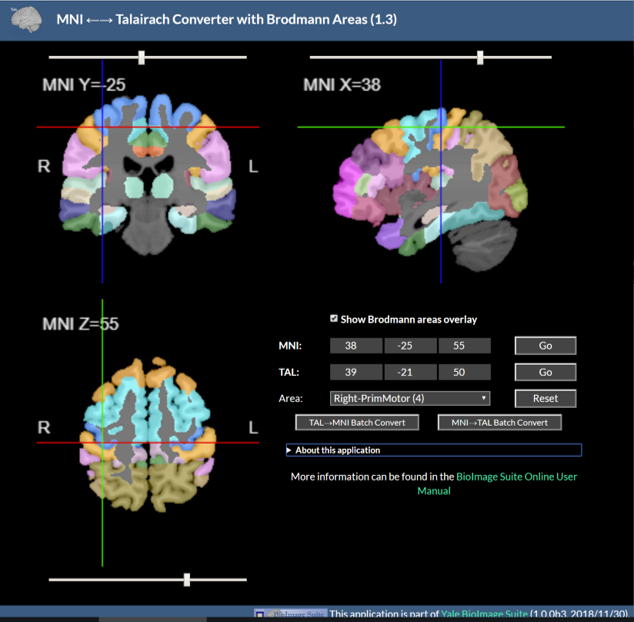 MNI ←→ Talairach Converter with Brodmann Areas (1.3)
MNI Y=-25
MNI X=38
R
L
MNI Z=55
R
L
Show Brodmann areas overlay
MNI: 38 -25 55 Go
TAL: 39 -21 50 Go
Area: Right-PrimMotor (4) Reset
TAL→MNI Batch Convert MNI→TAL Batch Convert
About this application
More information can be found in the BioImage Suite Online User
Manual
BioImage Suite This application is part of Yale BioImage Suite (1.0.0b3, 2018/11/30)